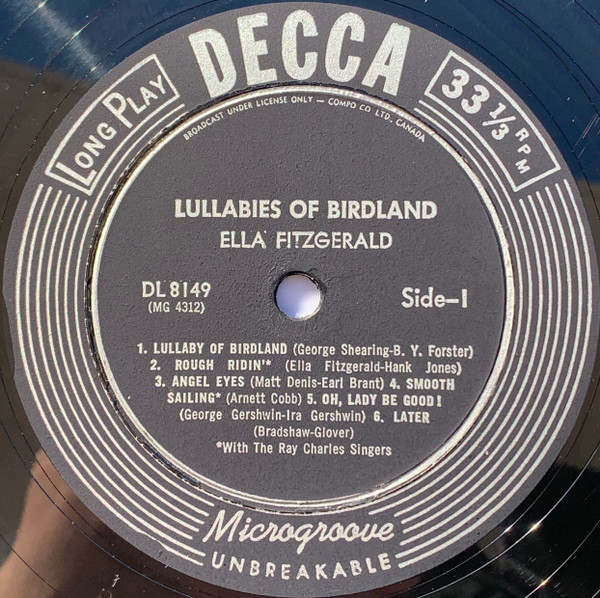 DECCA
LONG PLAY
33 1/3 RPM
BROADCAST UNDER LICENSE ONLY — COMPO CO LTD., CANADA
LULLABIES OF BIRDLAND
ELLA FITZGERALD
DL 8149
(MG 4312)
Side-1
1. LULLABY OF BIRDLAND (George Shearing-B. Y. Forster)
2. ROUGH RIDIN'* (Ella Fitzgerald-Hank Jones)
3. ANGEL EYES (Matt Denis-Earl Brant) 4. SMOOTH
SAILING* (Arnett Cobb) 5. OH, LADY BE GOOD!
(George Gershwin-Ira Gershwin) 6. LATER
(Bradshaw-Glover)
*With The Ray Charles Singers
Microgroove
UNBREAKABLE